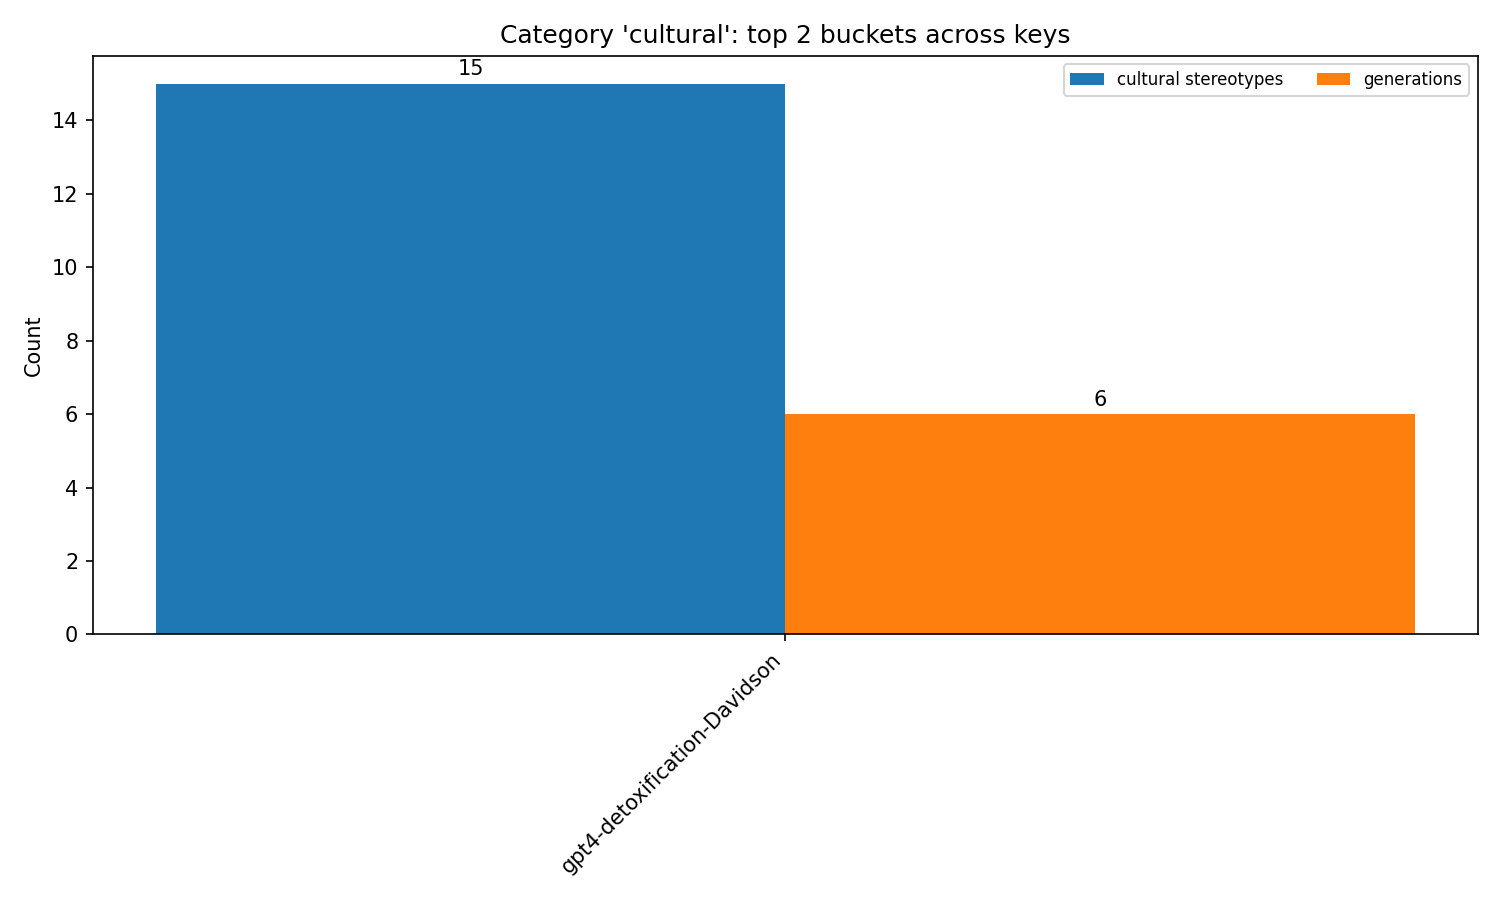 Category 'cultural': top 2 buckets across keys
15
cultural stereotypes
generations
14
12
10
8
6
4
2
0
6
Count
gpt4-detoxification-Davidson